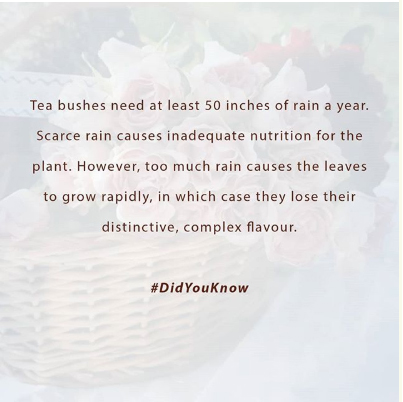 Tea bushes need at least 50 inches of rain a year.
Scarce rain causes inadequate nutrition for the
plant. However, too much rain causes the leaves
to grow rapidly, in which case they lose their
distinctive, complex flavour.
#DidYouKnow